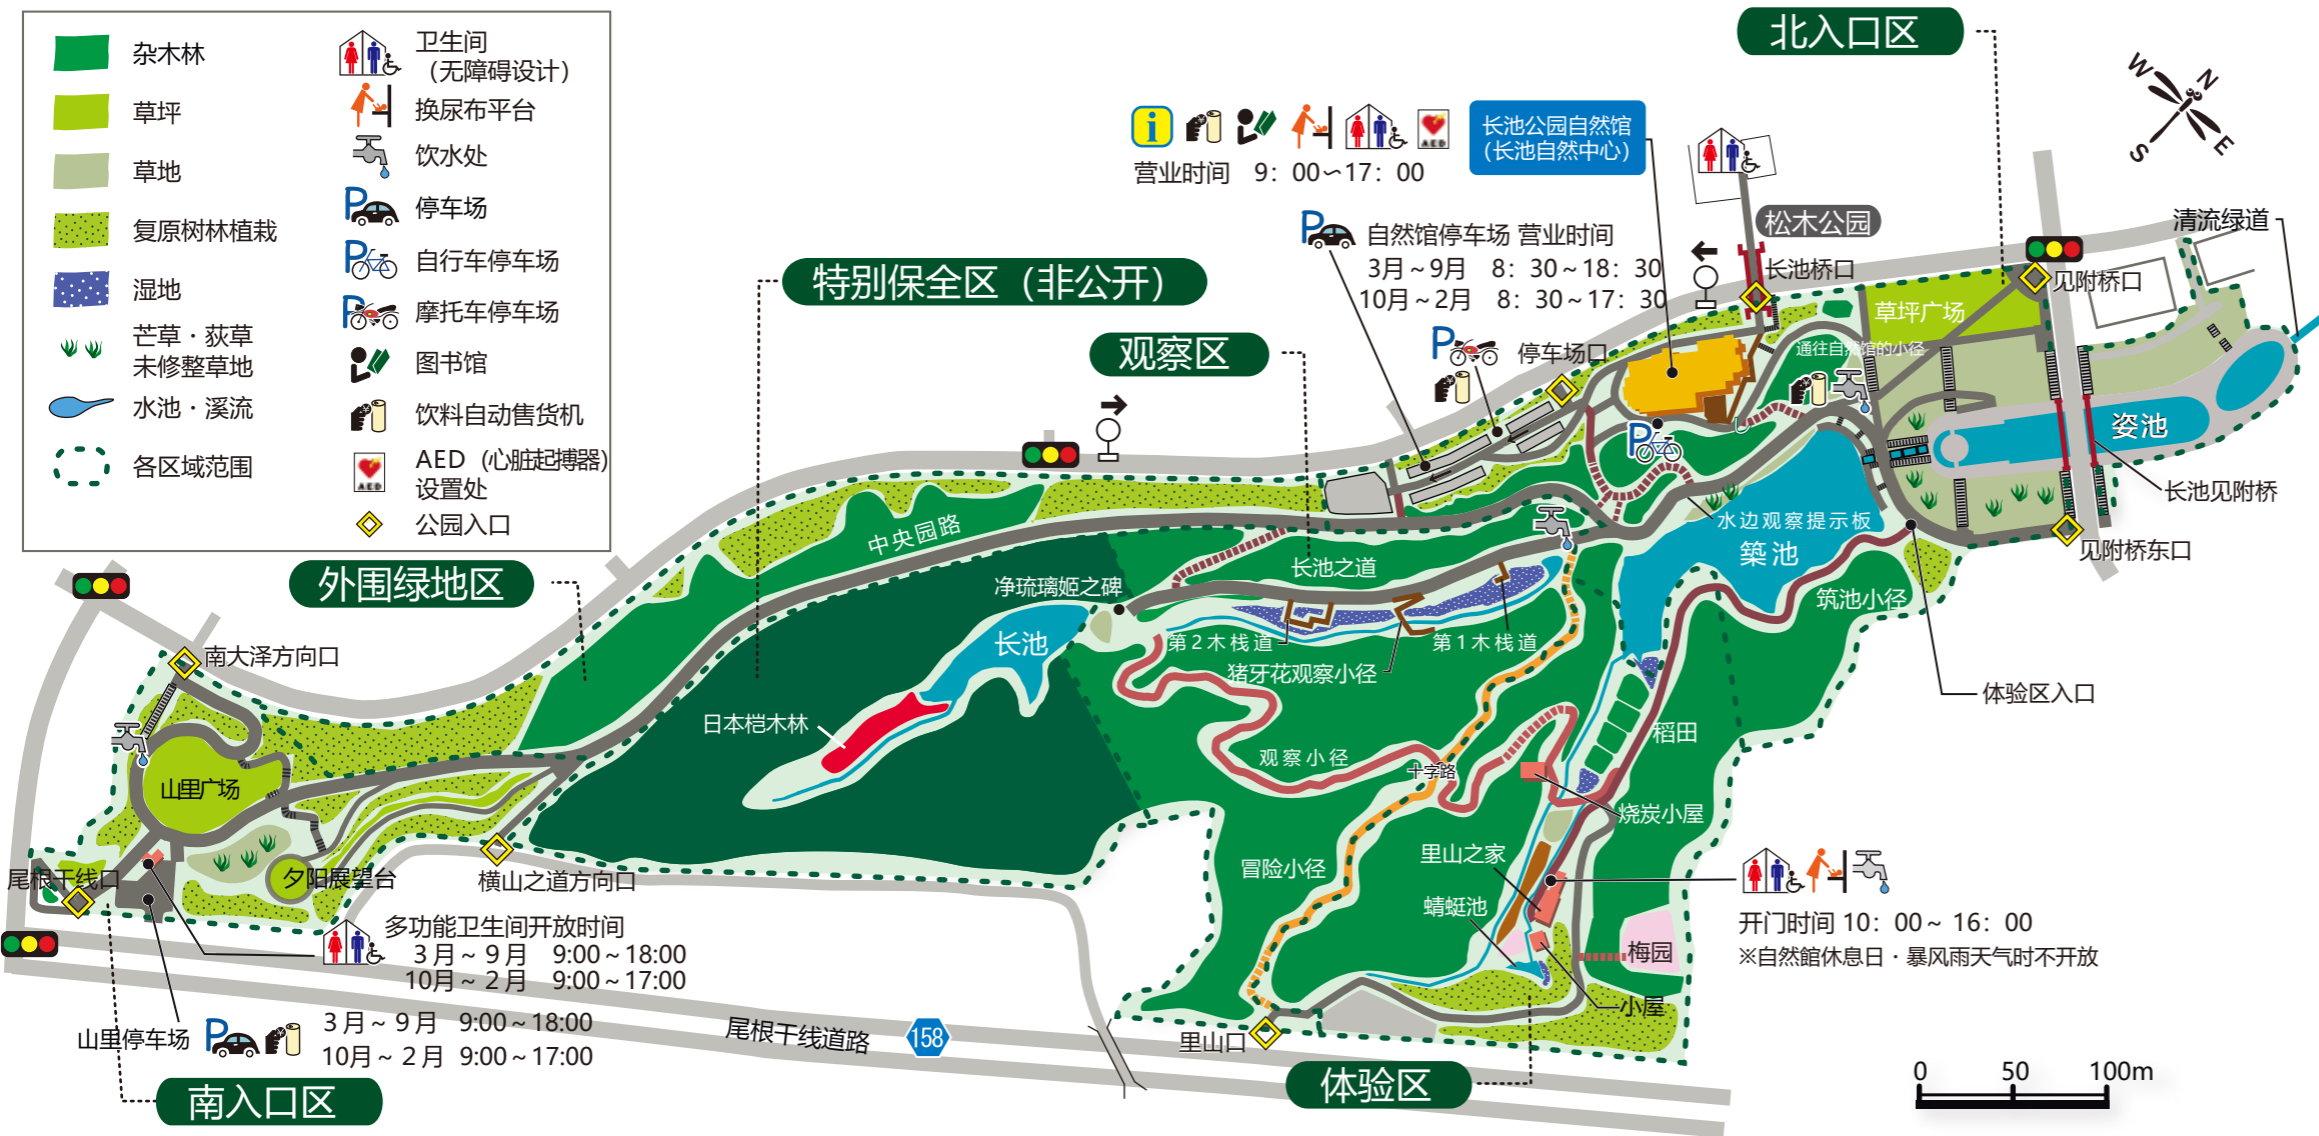 杂木林
草坪
草地
复原树林植栽
湿地
芒草・荻草
未修整草地
水池・溪流
各区域范围
卫生间
（无障碍设计）
换尿布平台
饮水处
P
停车场
P
自行车停车场
P
摩托车停车场
图书馆
饮料自动售货机
AED（心脏起搏器）
设置处
AED
公园入口
北入口区
N
W
E
S
i
AED
长池公园自然馆
（长池自然中心）
营业时间　9：00～17：00
松木公园
清流绿道
P
自然馆停车场 营业时间
3月～9月　8：30～18：30
10月～2月　8：30～17：30
长池桥口
见附桥口
草坪广场
通往自然馆的小径
特别保全区（非公开）
观察区
P
停车场口
P
姿池
长池见附桥
见附桥东口
水边观察提示板
築池
筑池小径
体验区入口
中央园路
长池之道
净琉璃姬之碑
长池
第2木栈道
第1木栈道
猪牙花观察小径
日本桤木林
观察小径
十字路
稻田
烧炭小屋
外围绿地区
南大泽方向口
山里广场
尾根干线口
夕阳展望台
横山之道方向口
冒险小径
里山之家
蜻蜓池
梅园
小屋
开门时间 10：00～16：00
※自然館休息日・暴风雨天气时不开放
多功能卫生间开放时间
3月～9月　9:00～18:00
10月～2月　9:00～17:00
山里停车场
P
3月～9月　9:00～18:00
10月～2月　9:00～17:00
尾根干线道路
158
里山口
南入口区
体验区
0　50　100m